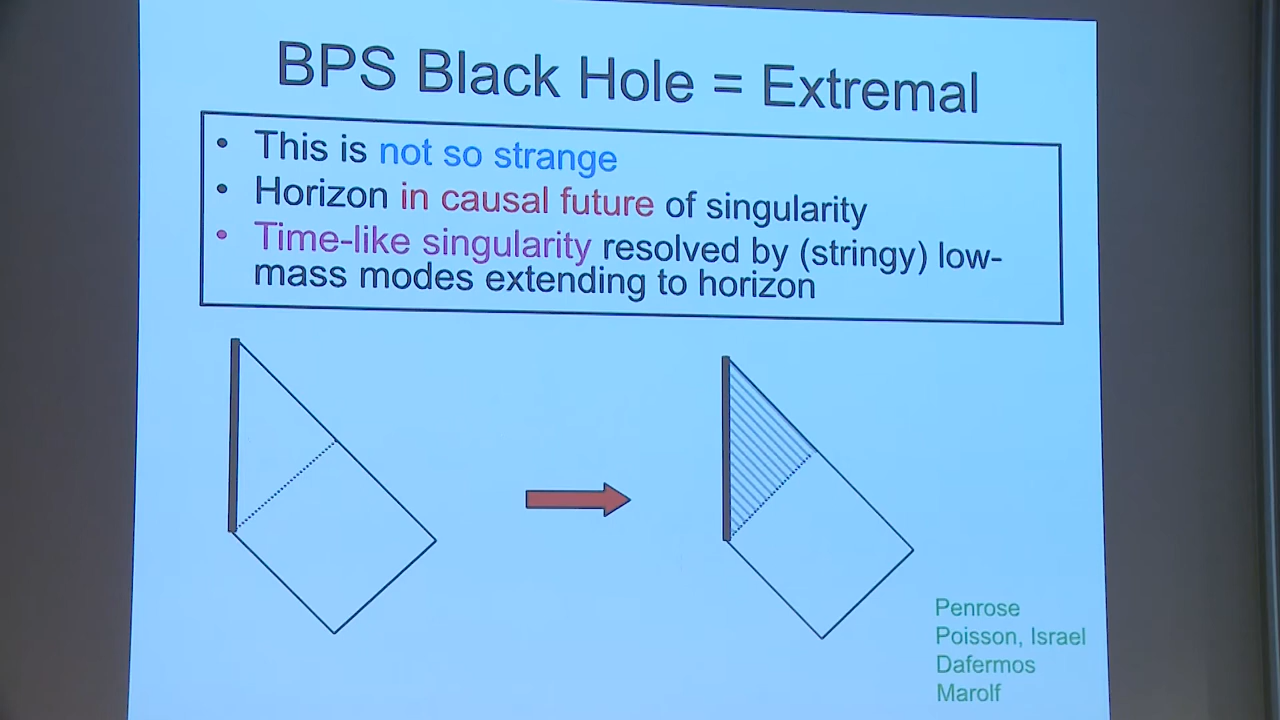 BPS Black Hole = Extremal
• This is not so strange
• Horizon in causal future of singularity
• Time-like singularity resolved by (stringy) low-
mass modes extending to horizon
Penrose
Poisson, Israel
Dafermos
Marolf